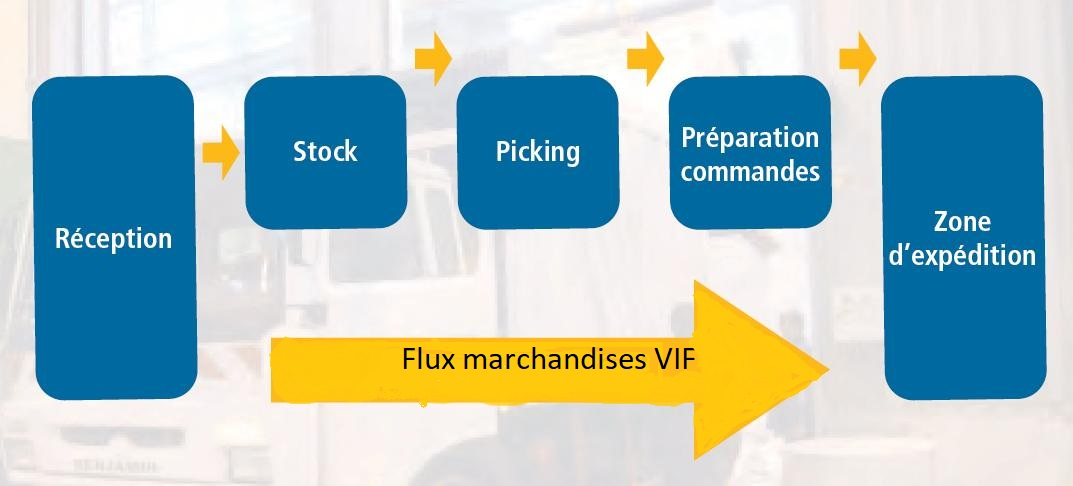 Réception
Stock
Picking
Préparation
commandes
Zone
d'expédition
Flux marchandises VIF